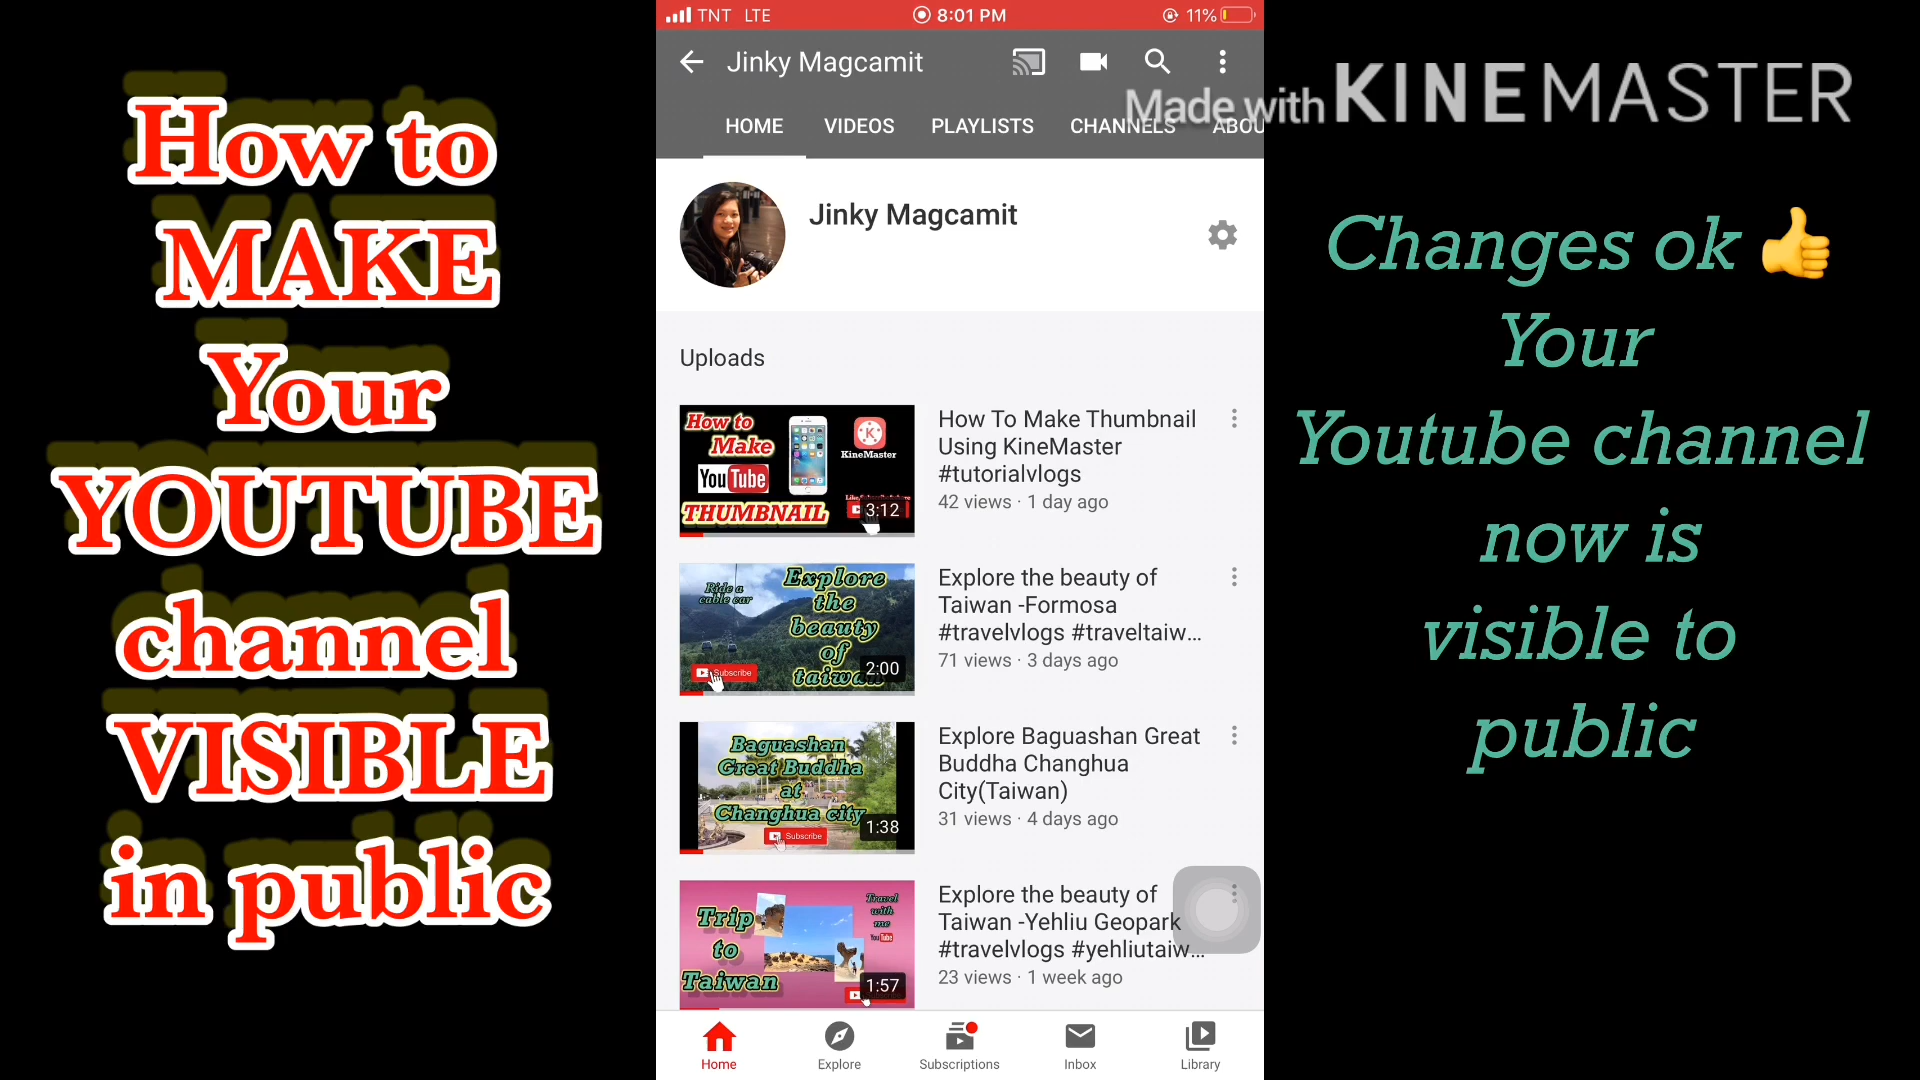 How to
MAKE
Your
YOUTUBE
channel
VISIBLE
in public
TNT LTE
8:01 PM
11%
Jinky Magcamit
HOME VIDEOS PLAYLISTS CHANNELS ABOU
Jinky Magcamit
Uploads
How to
Make
YouTube
THUMBNAIL
KineMaster
3:12
How To Make Thumbnail
Using KineMaster
#tutorialvlogs
42 views · 1 day ago
Ride a
cable car
Explore
the
beauty
of
taiwan
Subscribe
2:00
Explore the beauty of
Taiwan -Formosa
#travelvlogs #traveltaiw...
71 views · 3 days ago
Baguashan
Great Buddha
at
Changhua city
Subscribe
1:38
Explore Baguashan Great
Buddha Changhua
City(Taiwan)
31 views · 4 days ago
Trip
to
Taiwan
Travel
with
me
YouTube
1:57
Explore the beauty of
Taiwan -Yehliu Geopark
#travelvlogs #yehliutaiw...
23 views · 1 week ago
Home Explore Subscriptions Inbox Library
Made with KINEMASTER
Changes ok 👍
Your
Youtube channel
now is
visible to
public